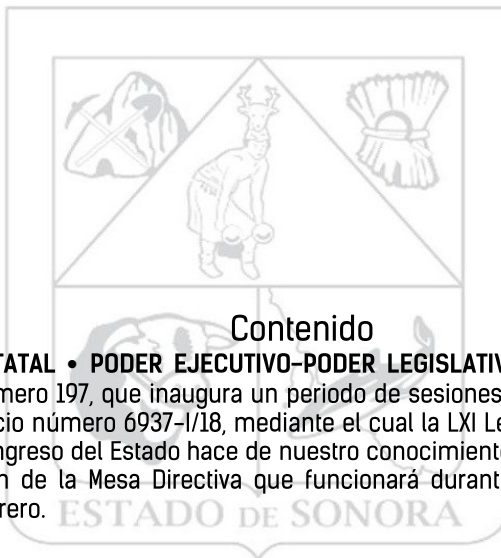 Contenido
TATAL • PODER EJECUTIVO-PODER LEGISLATIV
mero 197, que inaugura un periodo de sesiones
cio número 6937-I/18, mediante el cual la LXI Le
ngreso del Estado hace de nuestro conocimiento
n de la Mesa Directiva que funcionará durant
rero.
ESTADO DE SONORA